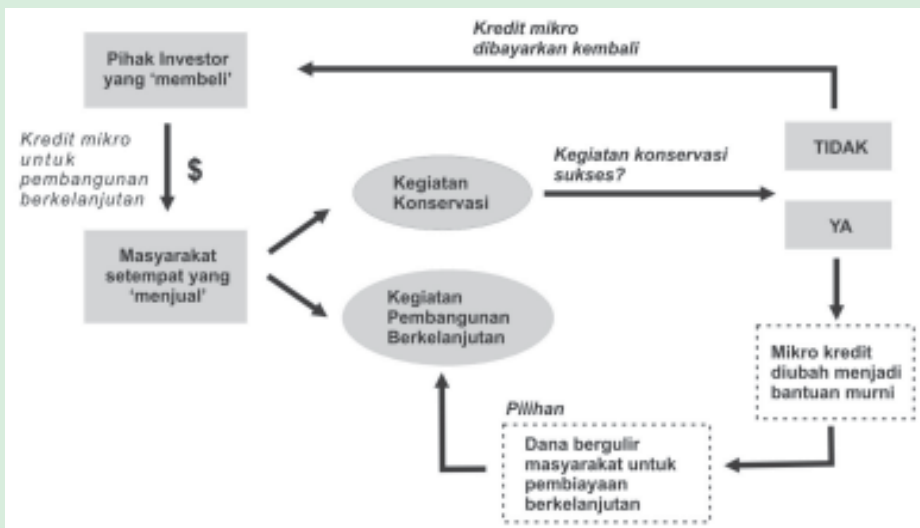 Pihak Investor
yang 'membeli'
Kredit mikro
dibayarkan kembali
Kredit mikro
untuk
pembangunan
berkelanjutan
$
Kegiatan
Konservasi
Kegiatan konservasi
sukses?
TIDAK
YA
Masyarakat
setempat yang
'menjual'
Kegiatan
Pembangunan
Berkelanjutan
Mikro kredit
diubah menjadi
bantuan murni
Pilihan
Dana bergulir
masyarakat untuk
pembiayaan
berkelanjutan